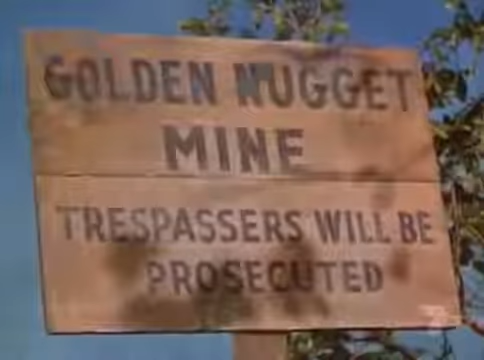 GOLDEN NUGGET
MINE
TRESPASSERS WILL BE
PROSECUTED